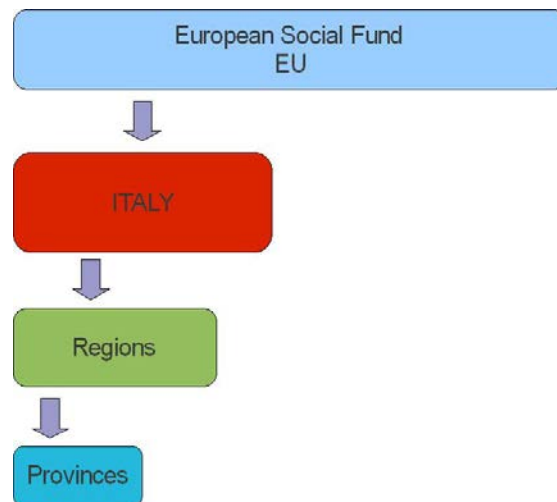 European Social Fund
EU
ITALY
Regions
Provinces